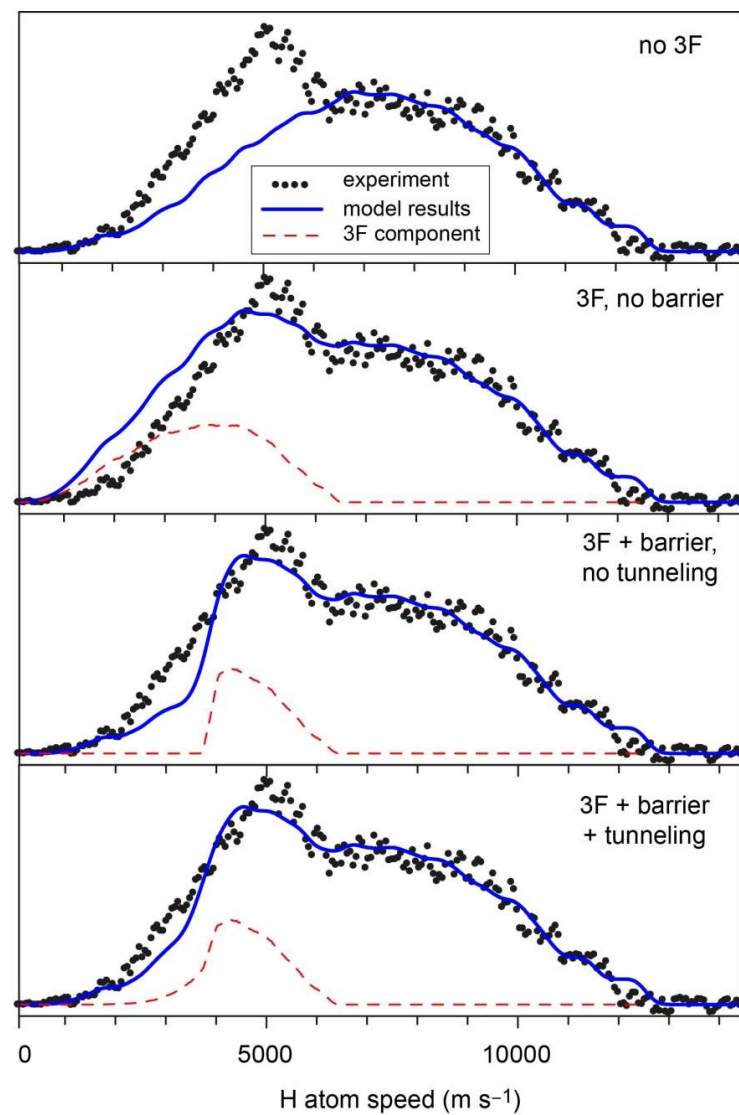 no 3F
experiment
model results
3F component
3F, no barrier
3F + barrier,
no tunneling
3F + barrier
+ tunneling
0 5000 10000
H atom speed (m s⁻¹)